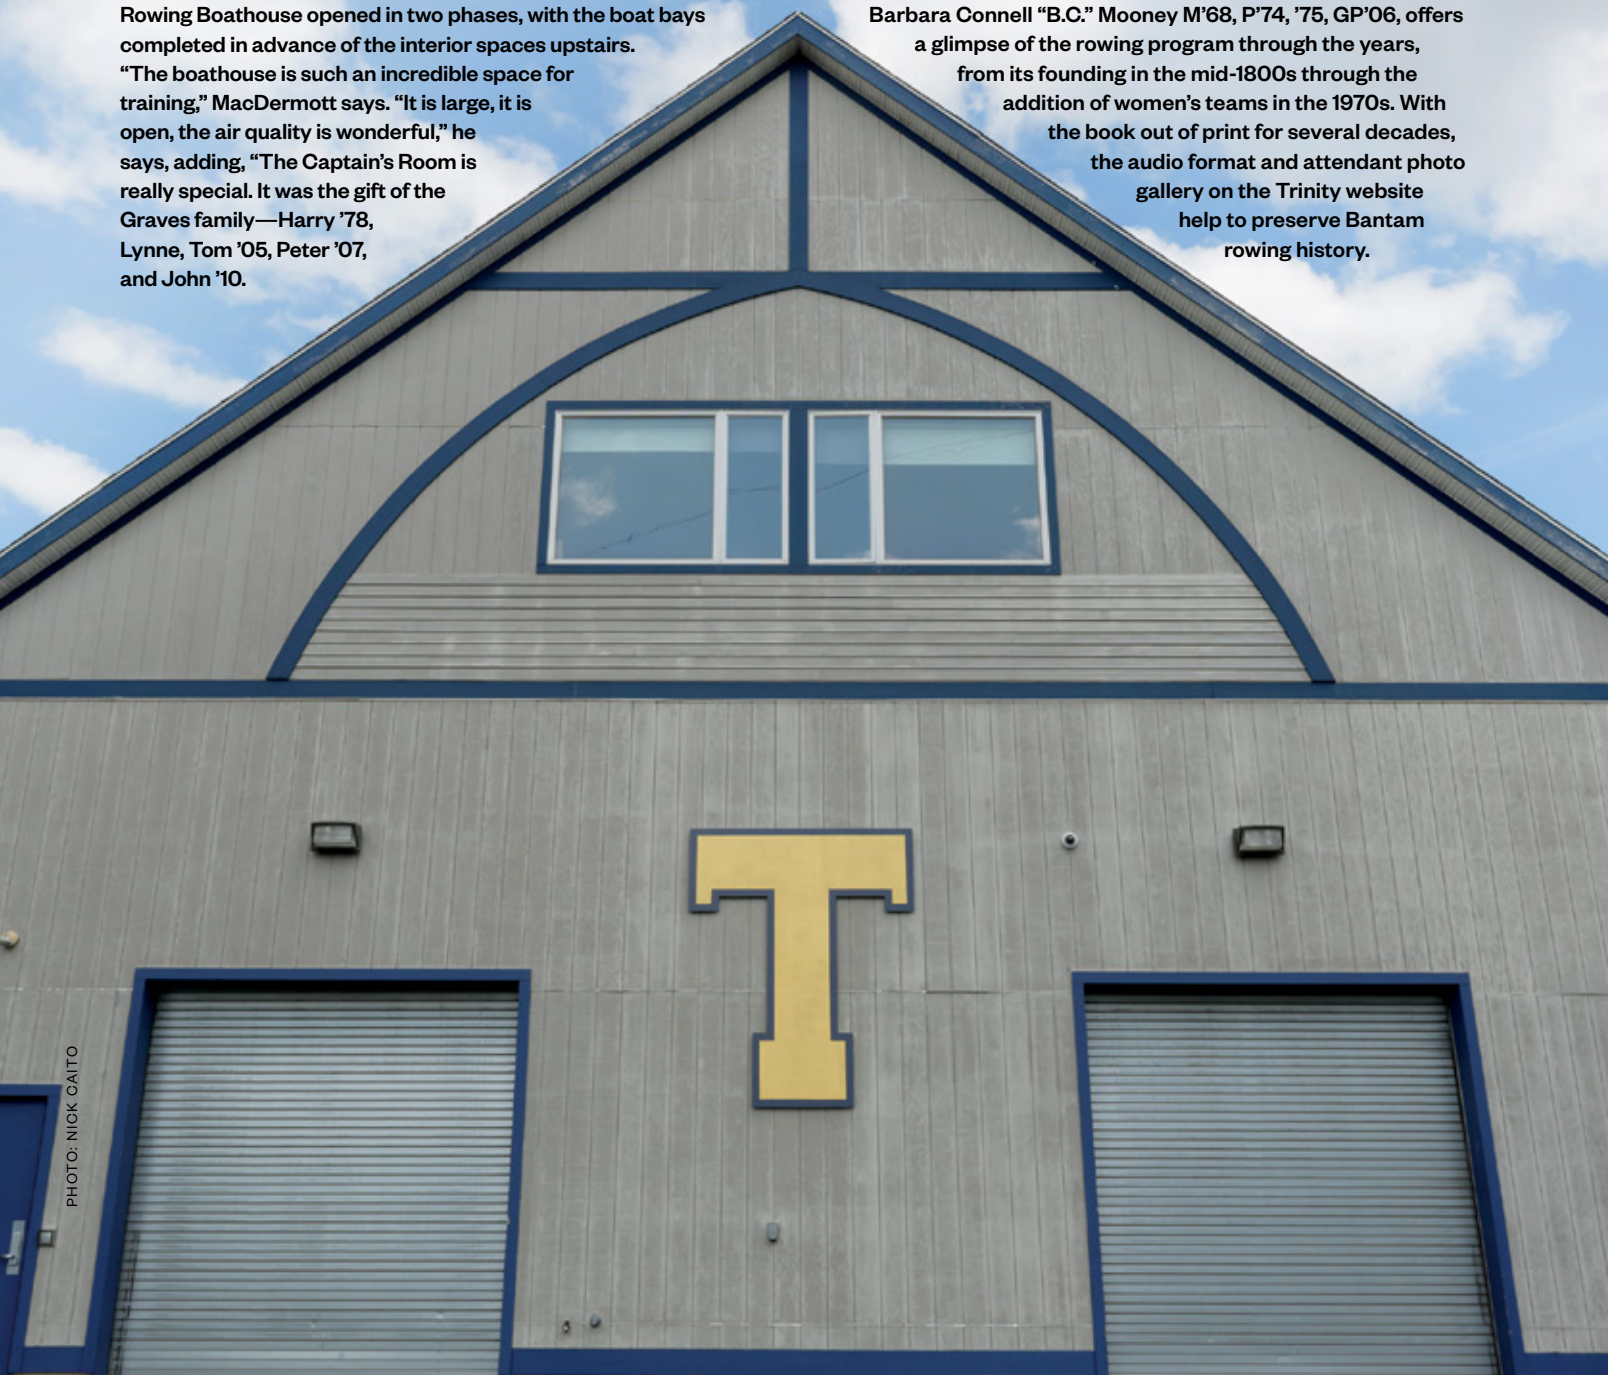 Rowing Boathouse opened in two phases, with the boat bays
completed in advance of the interior spaces upstairs.
“The boathouse is such an incredible space for
training,” MacDermott says. “It is large, it is
open, the air quality is wonderful,” he
says, adding, “The Captain’s Room is
really special. It was the gift of the
Graves family—Harry ’78,
Lynne, Tom ’05, Peter ’07,
and John ’10.
Barbara Connell “B.C.” Mooney M’68, P’74, ’75, GP’06, offers
a glimpse of the rowing program through the years,
from its founding in the mid-1800s through the
addition of women’s teams in the 1970s. With
the book out of print for several decades,
the audio format and attendant photo
gallery on the Trinity website
help to preserve Bantam
rowing history.
T
PHOTO: NICK CAITO